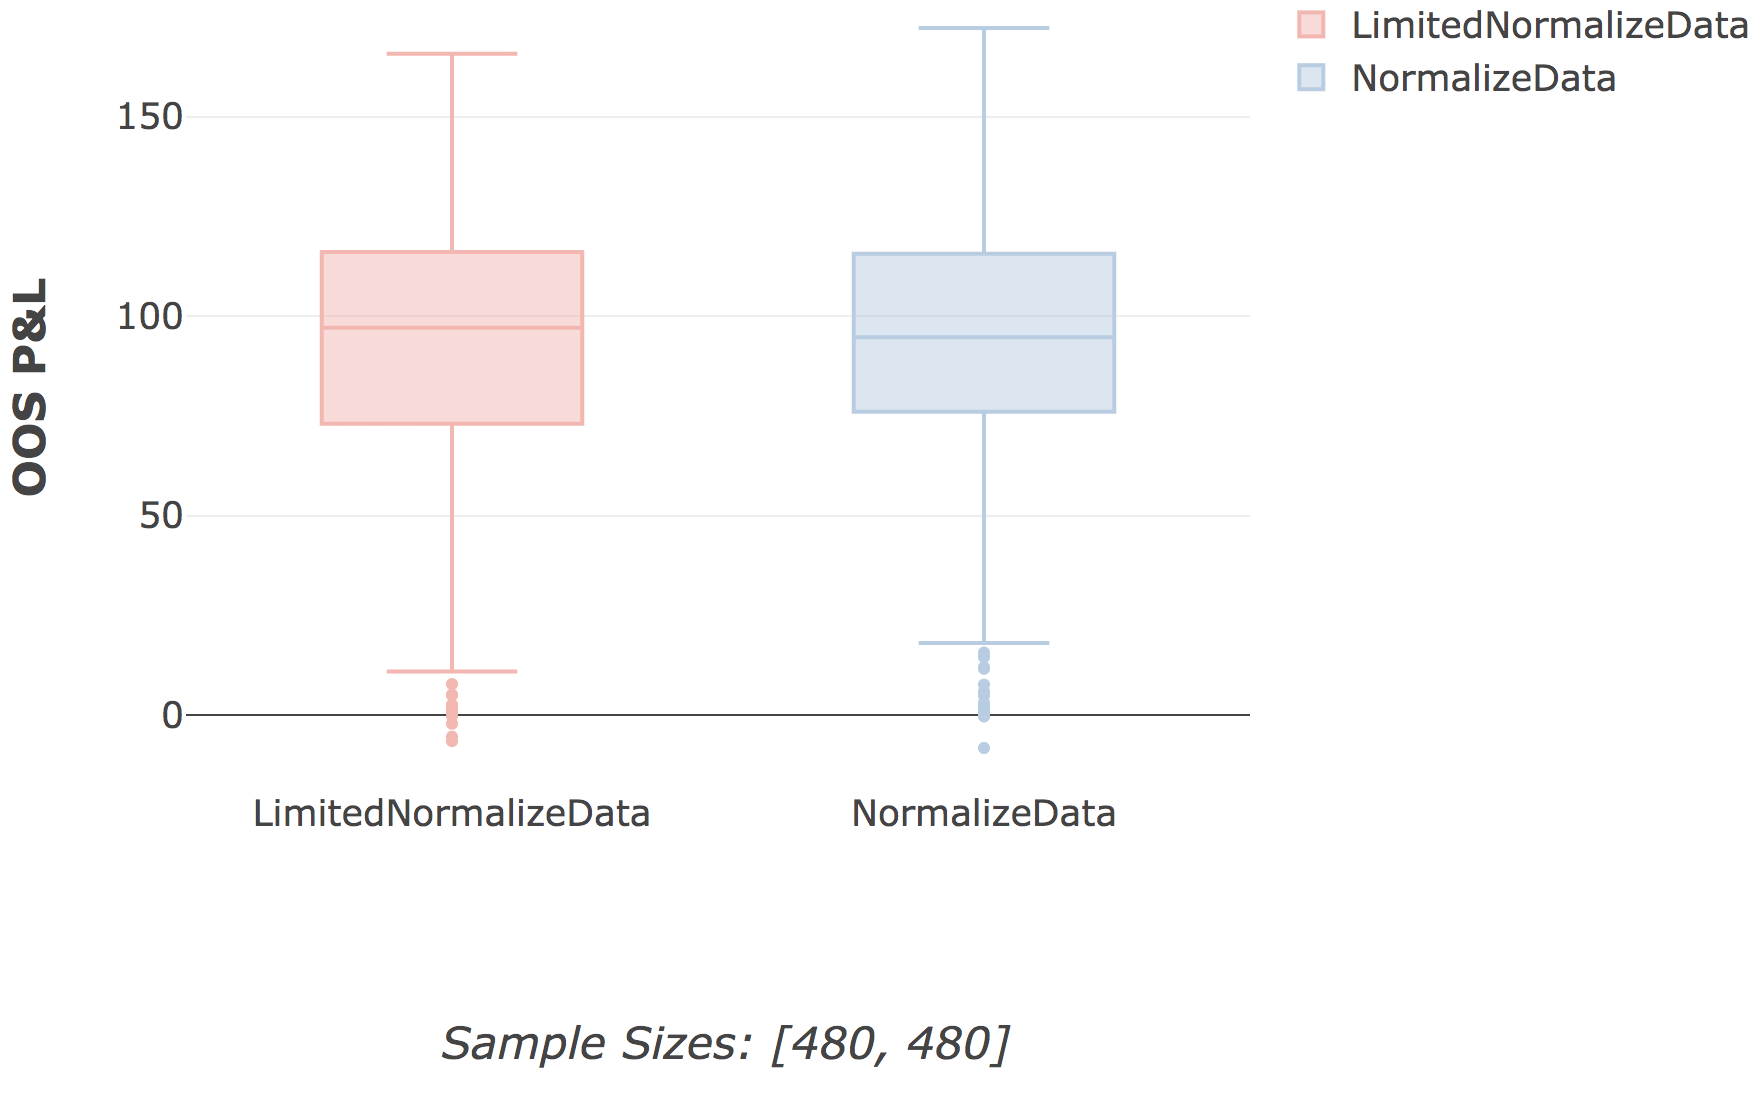 LimitedNormalizeData
NormalizeData
150
100
50
0
OOS P&L
LimitedNormalizeData
NormalizeData
Sample Sizes: [480, 480]